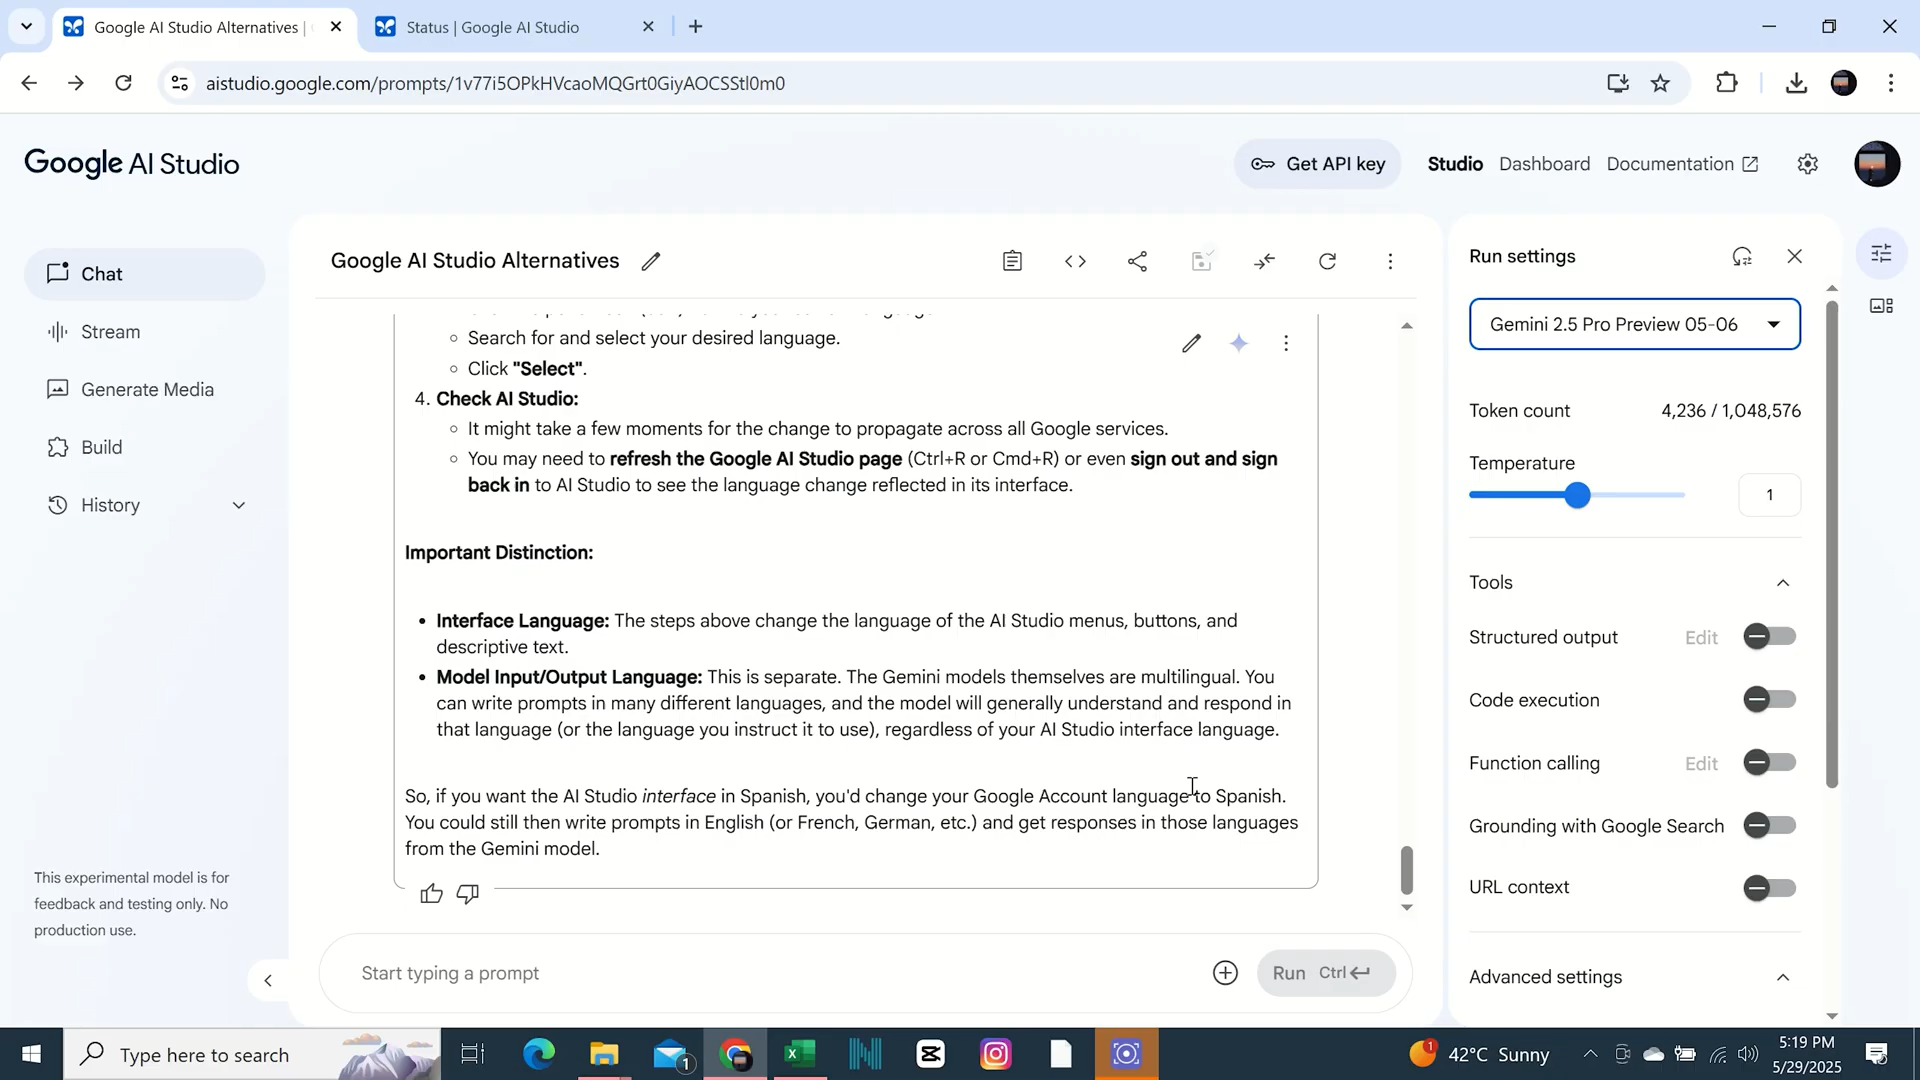 Google AI Studio Alternatives |
Status | Google AI Studio
aistudio.google.com/prompts/1v77i5OPkHVcaoMQGrt0GiyAOCSStl0m0
Google AI Studio
Get API key
Studio
Dashboard
Documentation
Chat
Stream
Generate Media
Build
History
This experimental model is for
feedback and testing only. No
production use.
Google AI Studio Alternatives
Search for and select your desired language.
Click "Select".
4. Check AI Studio:
It might take a few moments for the change to propagate across all Google services.
You may need to refresh the Google AI Studio page (Ctrl+R or Cmd+R) or even sign out and sign
back in to AI Studio to see the language change reflected in its interface.
Important Distinction:
Interface Language: The steps above change the language of the AI Studio menus, buttons, and
descriptive text.
Model Input/Output Language: This is separate. The Gemini models themselves are multilingual. You
can write prompts in many different languages, and the model will generally understand and respond in
that language (or the language you instruct it to use), regardless of your AI Studio interface language.
So, if you want the AI Studio interface in Spanish, you'd change your Google Account language to Spanish.
You could still then write prompts in English (or French, German, etc.) and get responses in those languages
from the Gemini model.
Start typing a prompt
Run Ctrl
Run settings
Gemini 2.5 Pro Preview 05-06
Token count 4,236 / 1,048,576
Temperature
1
Tools
Structured output Edit
Code execution
Function calling Edit
Grounding with Google Search
URL context
Advanced settings
Type here to search
1
1
42°C Sunny
5:19 PM
5/29/2025